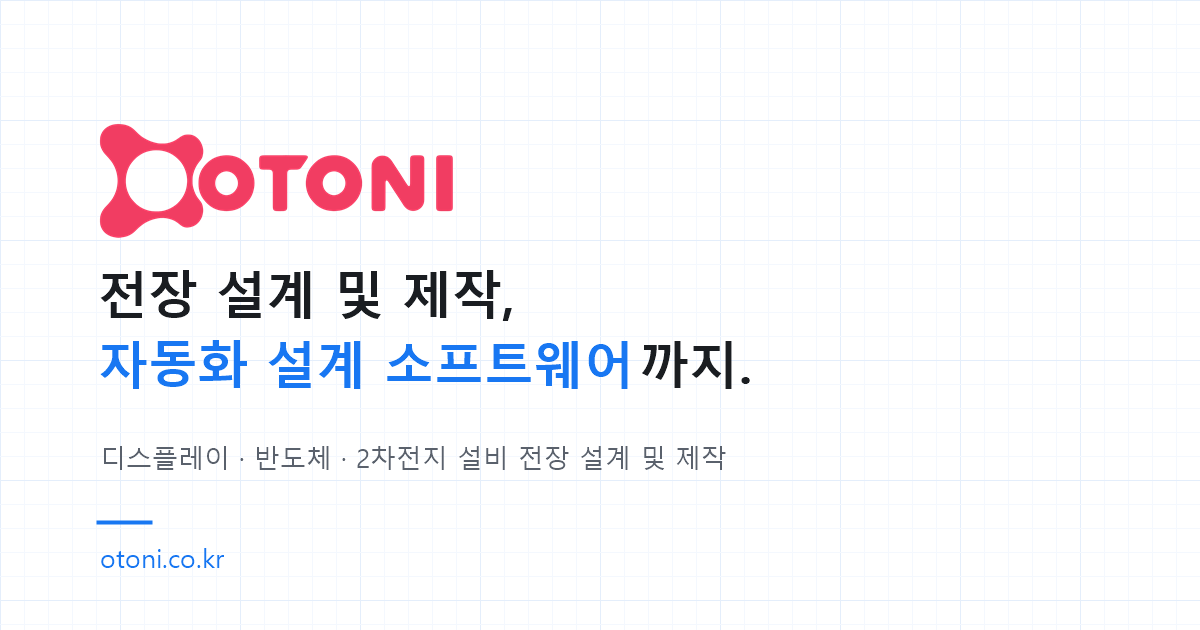 OTONI
전장 설계 및 제작,
자동화 설계 소프트웨어까지.
디스플레이 · 반도체 · 2차전지 설비 전장 설계 및 제작
otoni.co.kr